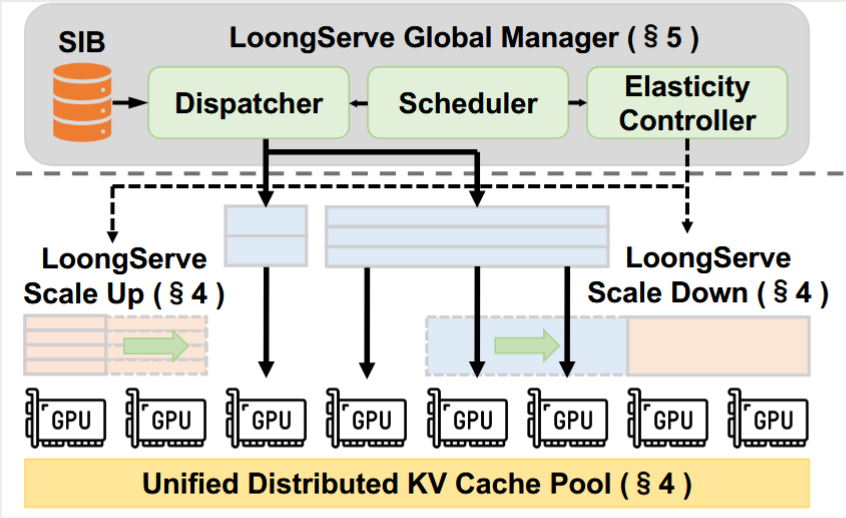 LoongServe Global Manager ( § 5 )
SIB
Dispatcher
Scheduler
Elasticity
Controller
LoongServe
Scale Up ( § 4 )
LoongServe
Scale Down ( § 4 )
GPU
GPU
GPU
GPU
GPU
GPU
GPU
GPU
Unified Distributed KV Cache Pool ( § 4 )